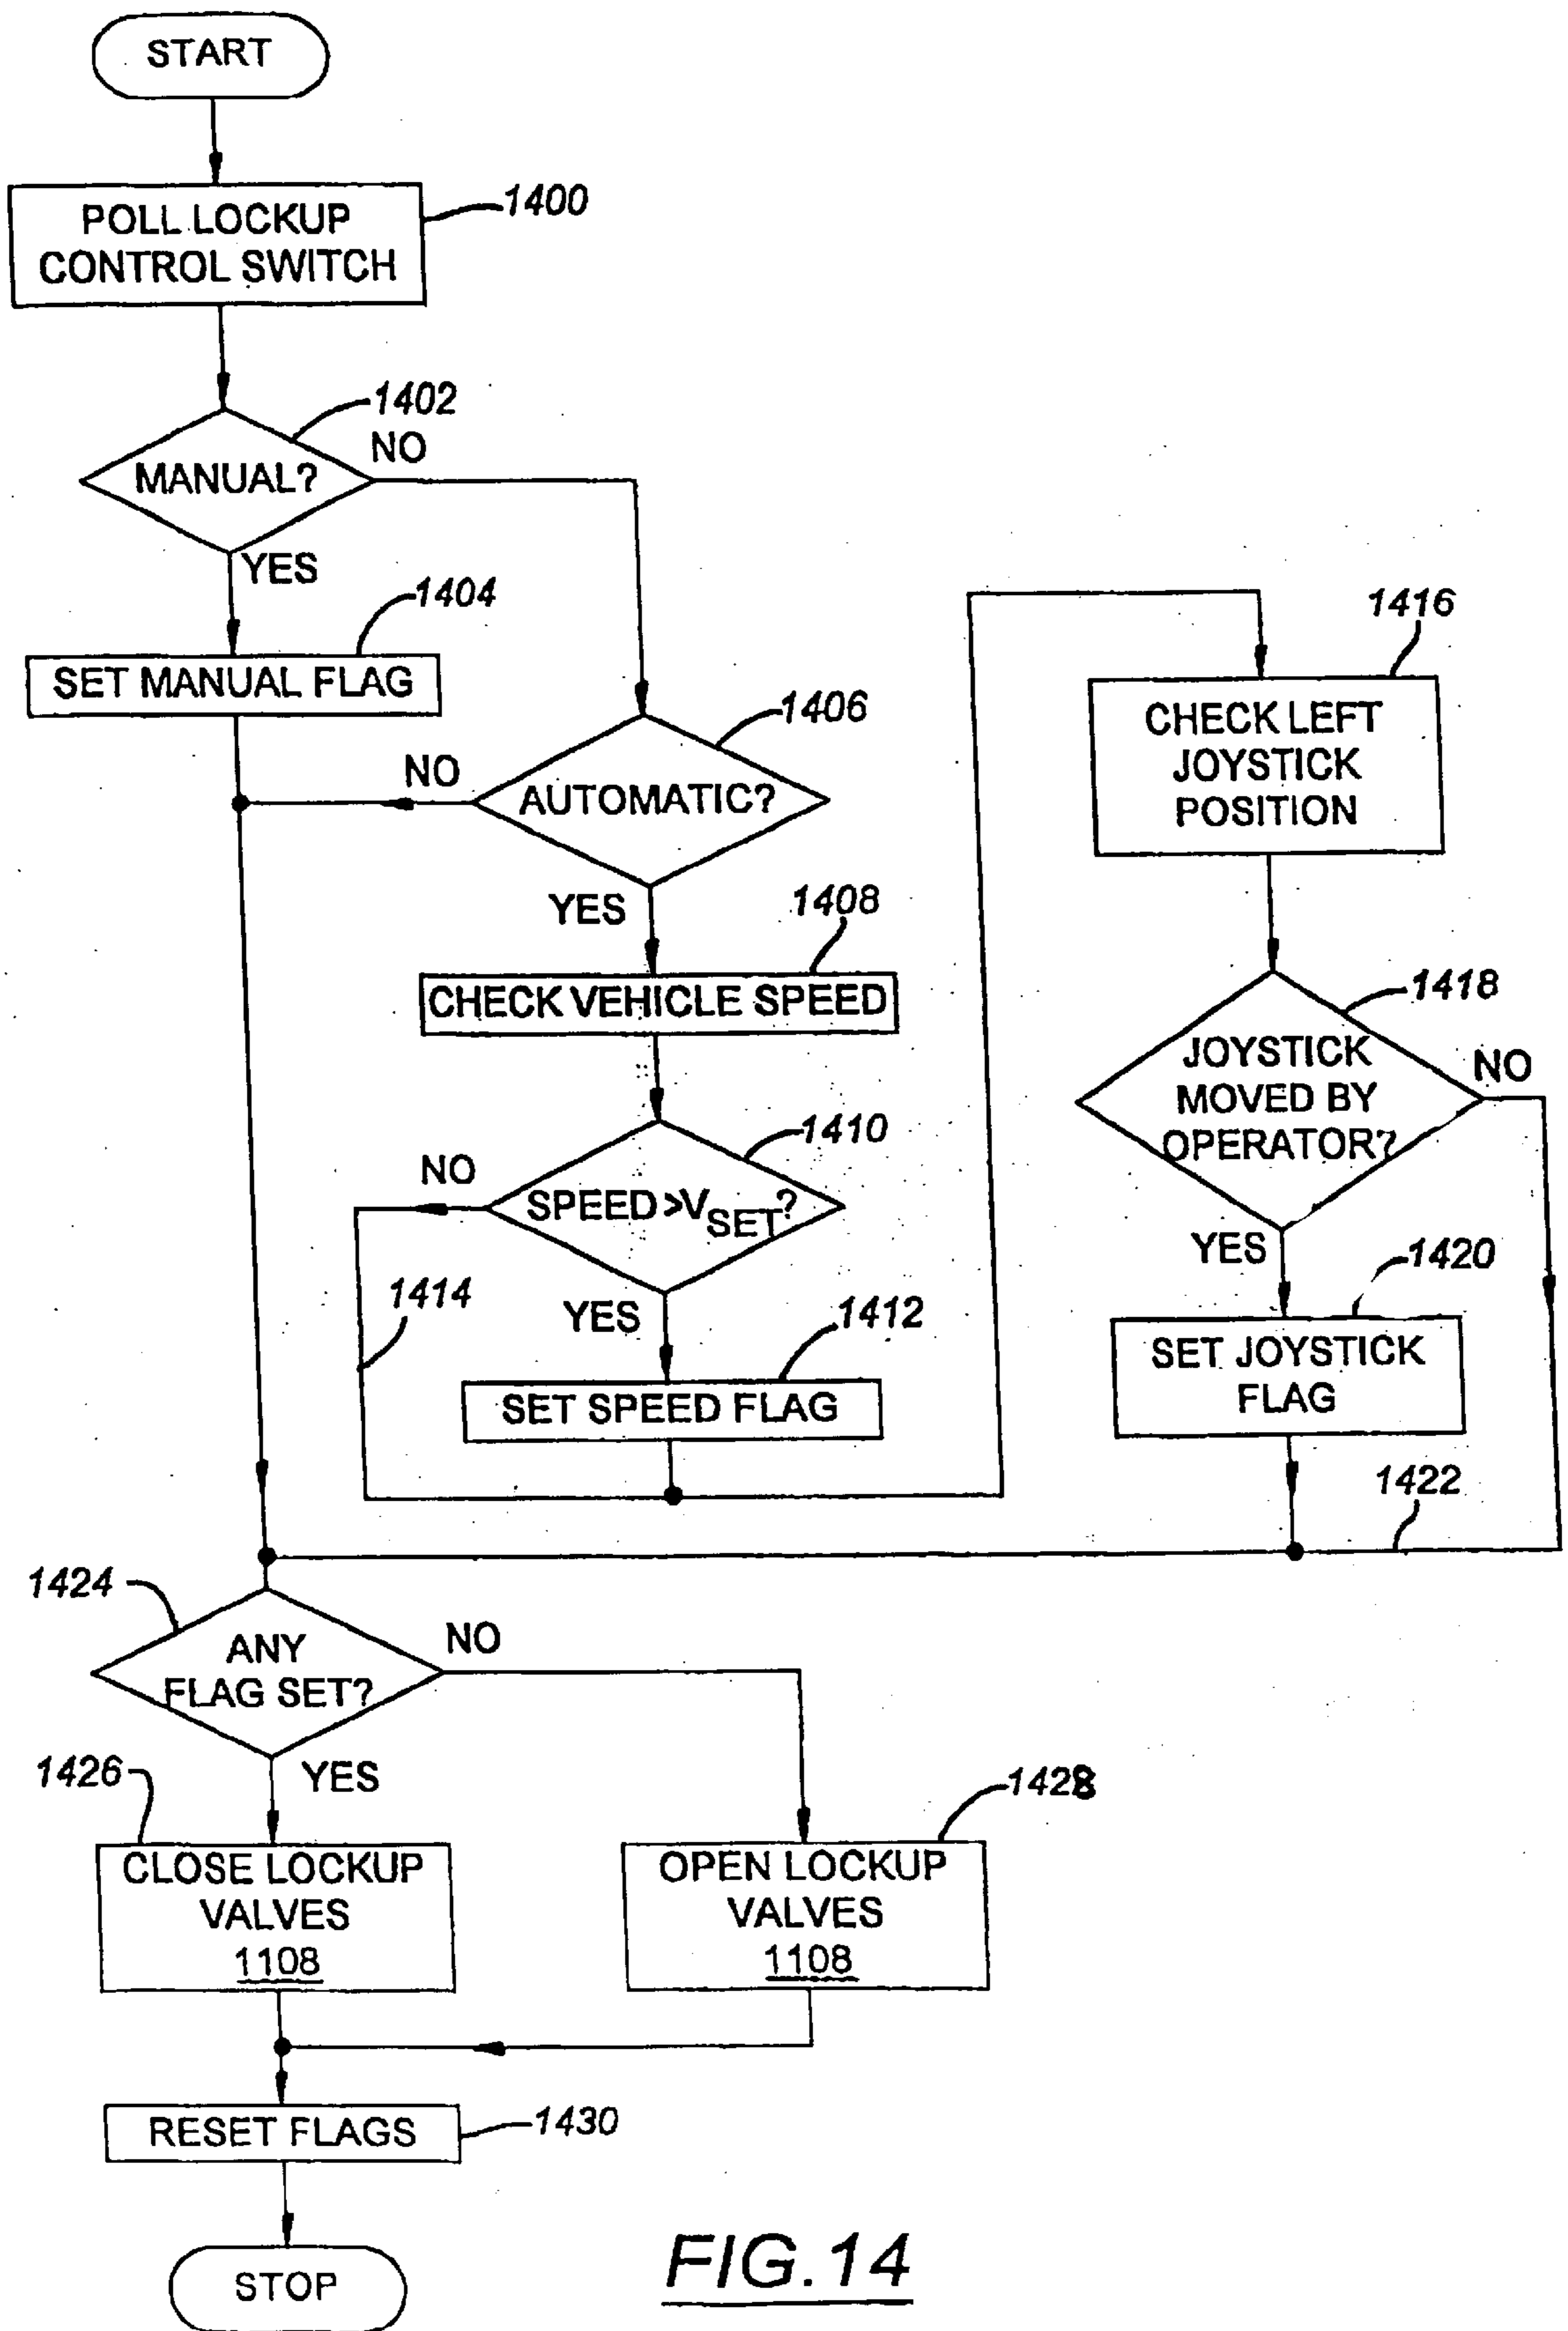 START
POLL LOCKUP
CONTROL SWITCH
1400
1402
MANUAL?
NO
YES
1404
SET MANUAL FLAG
1406
AUTOMATIC?
NO
YES
1408
CHECK VEHICLE SPEED
1410
SPEED>VSET?
NO
1414
YES
1412
SET SPEED FLAG
1416
CHECK LEFT
JOYSTICK
POSITION
1418
JOYSTICK
MOVED BY
OPERATOR?
NO
YES
1420
SET JOYSTICK
FLAG
1422
1424
ANY
FLAG SET?
NO
YES
1426
CLOSE LOCKUP
VALVES
1108
1428
OPEN LOCKUP
VALVES
1108
RESET FLAGS
1430
STOP
FIG.14